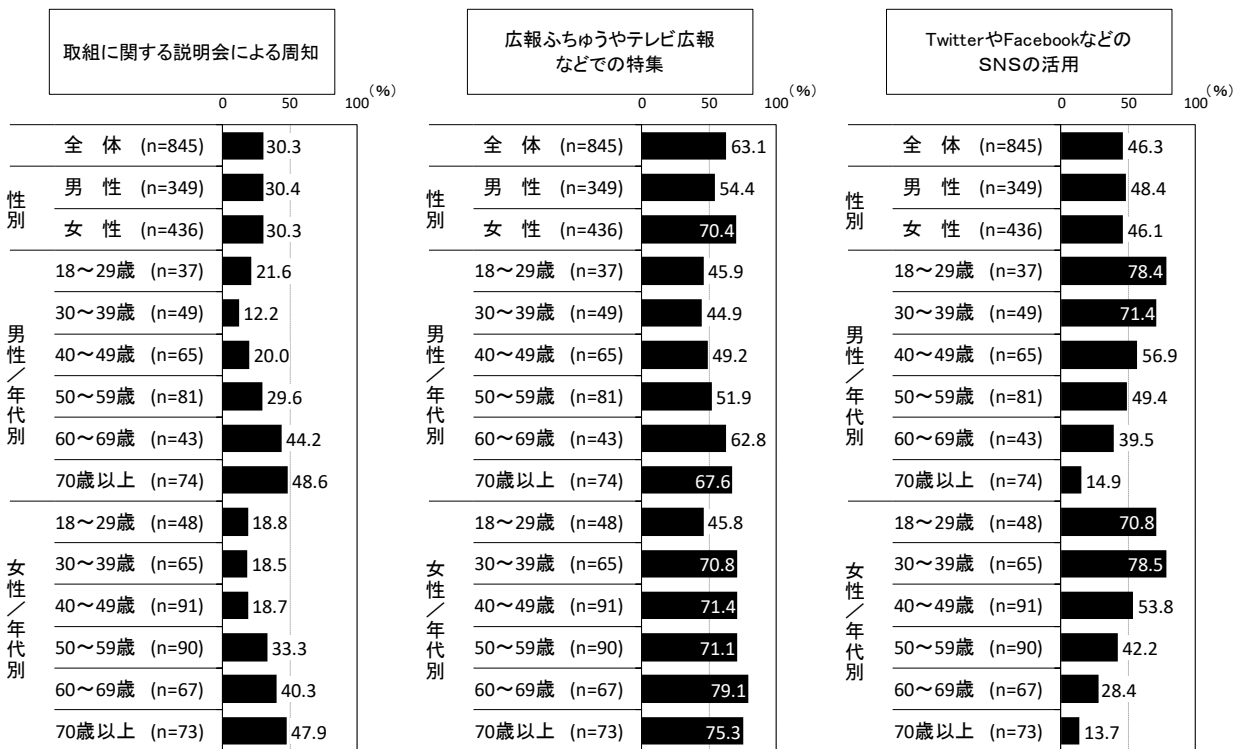 取組に関する説明会による周知
0 50 100(%)
全 体 (n=845) 30.3
性別
男 性 (n=349) 30.4
女 性 (n=436) 30.3
男性/年代別
18~29歳 (n=37) 21.6
30~39歳 (n=49) 12.2
40~49歳 (n=65) 20.0
50~59歳 (n=81) 29.6
60~69歳 (n=43) 44.2
70歳以上 (n=74) 48.6
女性/年代別
18~29歳 (n=48) 18.8
30~39歳 (n=65) 18.5
40~49歳 (n=91) 18.7
50~59歳 (n=90) 33.3
60~69歳 (n=67) 40.3
70歳以上 (n=73) 47.9
広報ふちゅうやテレビ広報
などでの特集
0 50 100(%)
全 体 (n=845) 63.1
性別
男 性 (n=349) 54.4
女 性 (n=436) 70.4
男性/年代別
18~29歳 (n=37) 45.9
30~39歳 (n=49) 44.9
40~49歳 (n=65) 49.2
50~59歳 (n=81) 51.9
60~69歳 (n=43) 62.8
70歳以上 (n=74) 67.6
女性/年代別
18~29歳 (n=48) 45.8
30~39歳 (n=65) 70.8
40~49歳 (n=91) 71.4
50~59歳 (n=90) 71.1
60~69歳 (n=67) 79.1
70歳以上 (n=73) 75.3
TwitterやFacebookなどの
SNSの活用
0 50 100(%)
全 体 (n=845) 46.3
性別
男 性 (n=349) 48.4
女 性 (n=436) 46.1
男性/年代別
18~29歳 (n=37) 78.4
30~39歳 (n=49) 71.4
40~49歳 (n=65) 56.9
50~59歳 (n=81) 49.4
60~69歳 (n=43) 39.5
70歳以上 (n=74) 14.9
女性/年代別
18~29歳 (n=48) 70.8
30~39歳 (n=65) 78.5
40~49歳 (n=91) 53.8
50~59歳 (n=90) 42.2
60~69歳 (n=67) 28.4
70歳以上 (n=73) 13.7